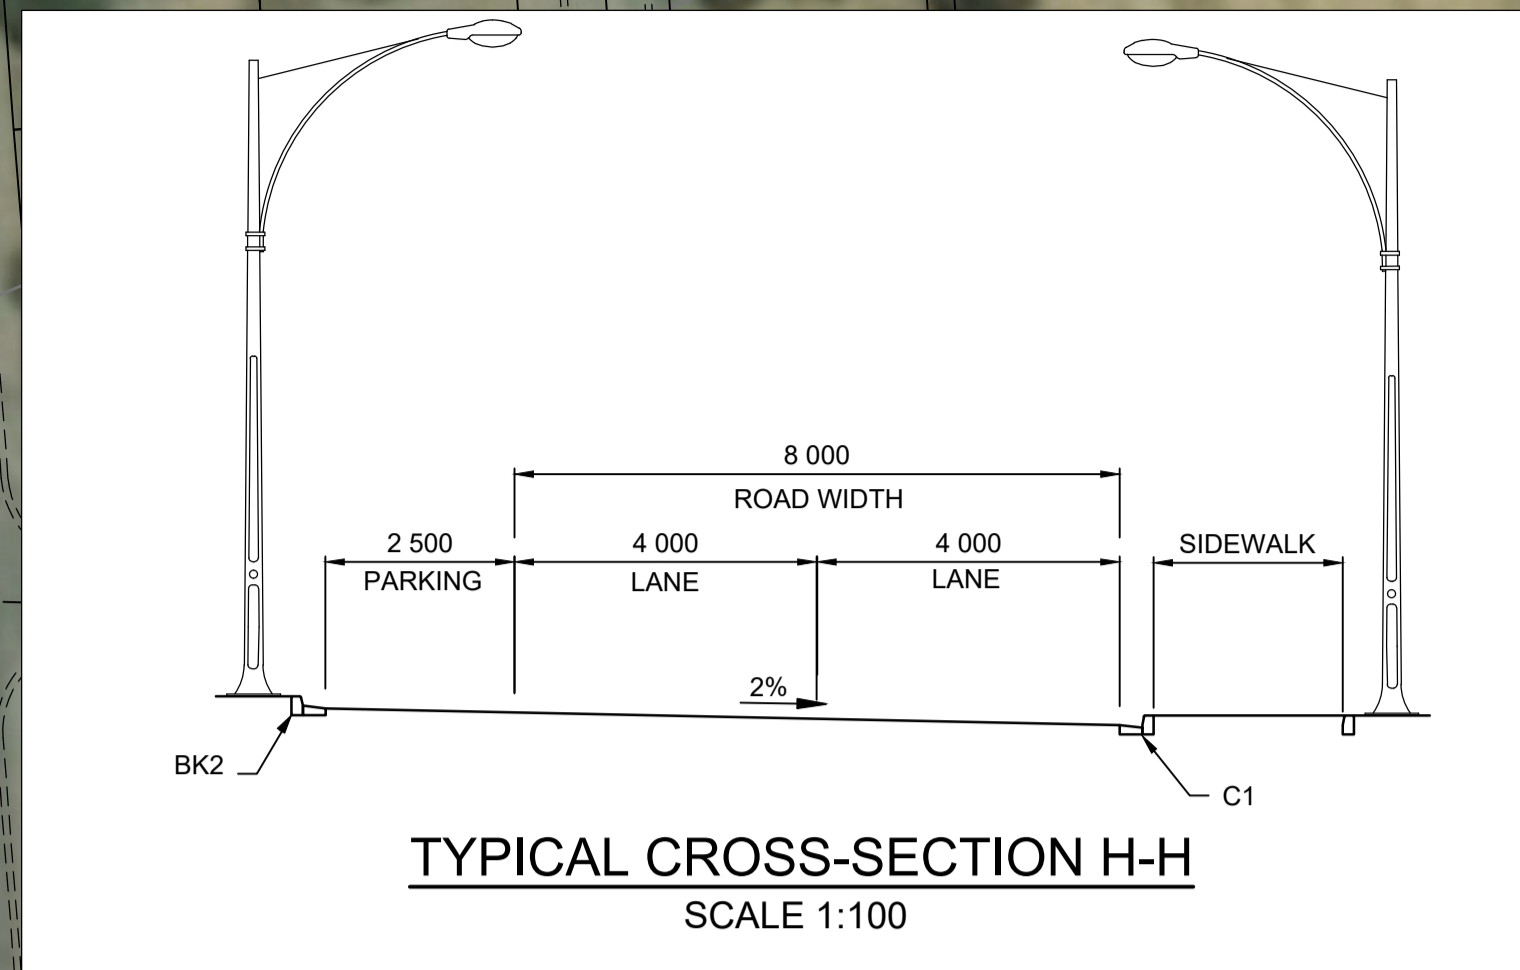 8 000
ROAD WIDTH
2 500
PARKING
4 000
LANE
4 000
LANE
SIDEWALK
2%
BK2
C1
TYPICAL CROSS-SECTION H-H
SCALE 1:100